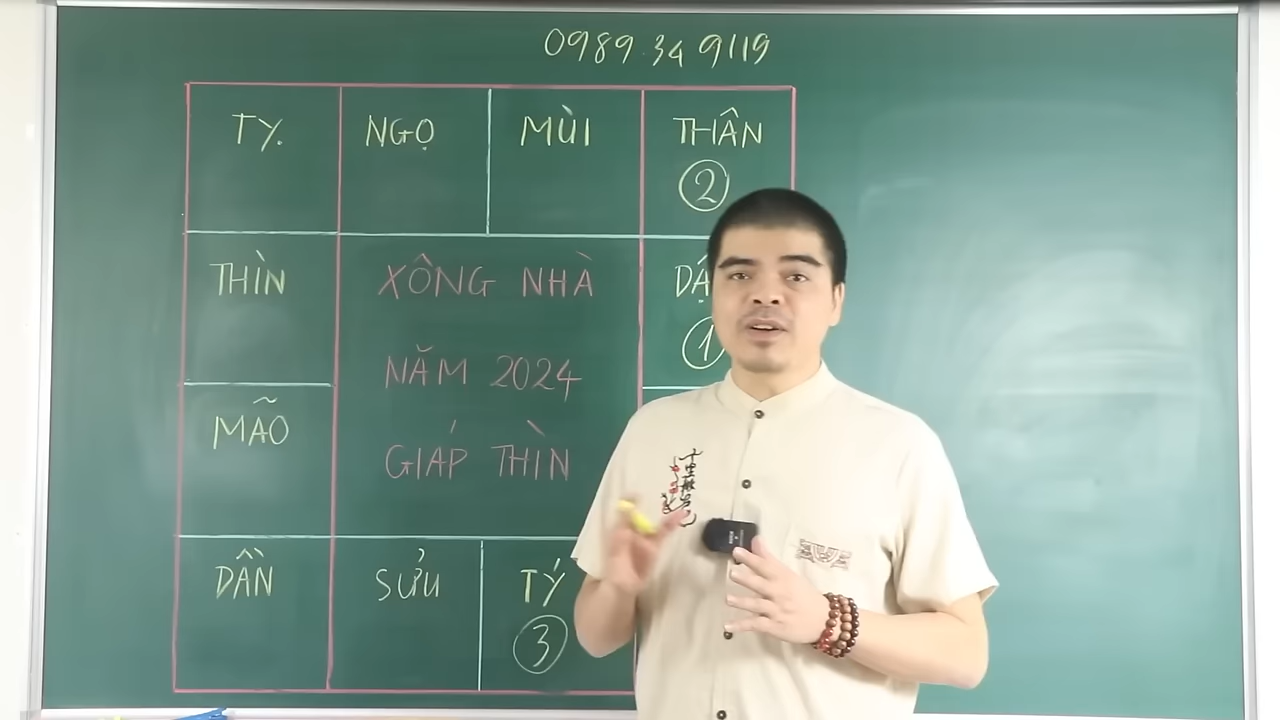 0989.34 9119
TỴ. NGỌ MÙI THÂN
②
THÌN XÔNG NHÀ DẬ
①
NĂM 2024
MÃO
GIÁP THÌN
DẦN SỬU TÝ
③